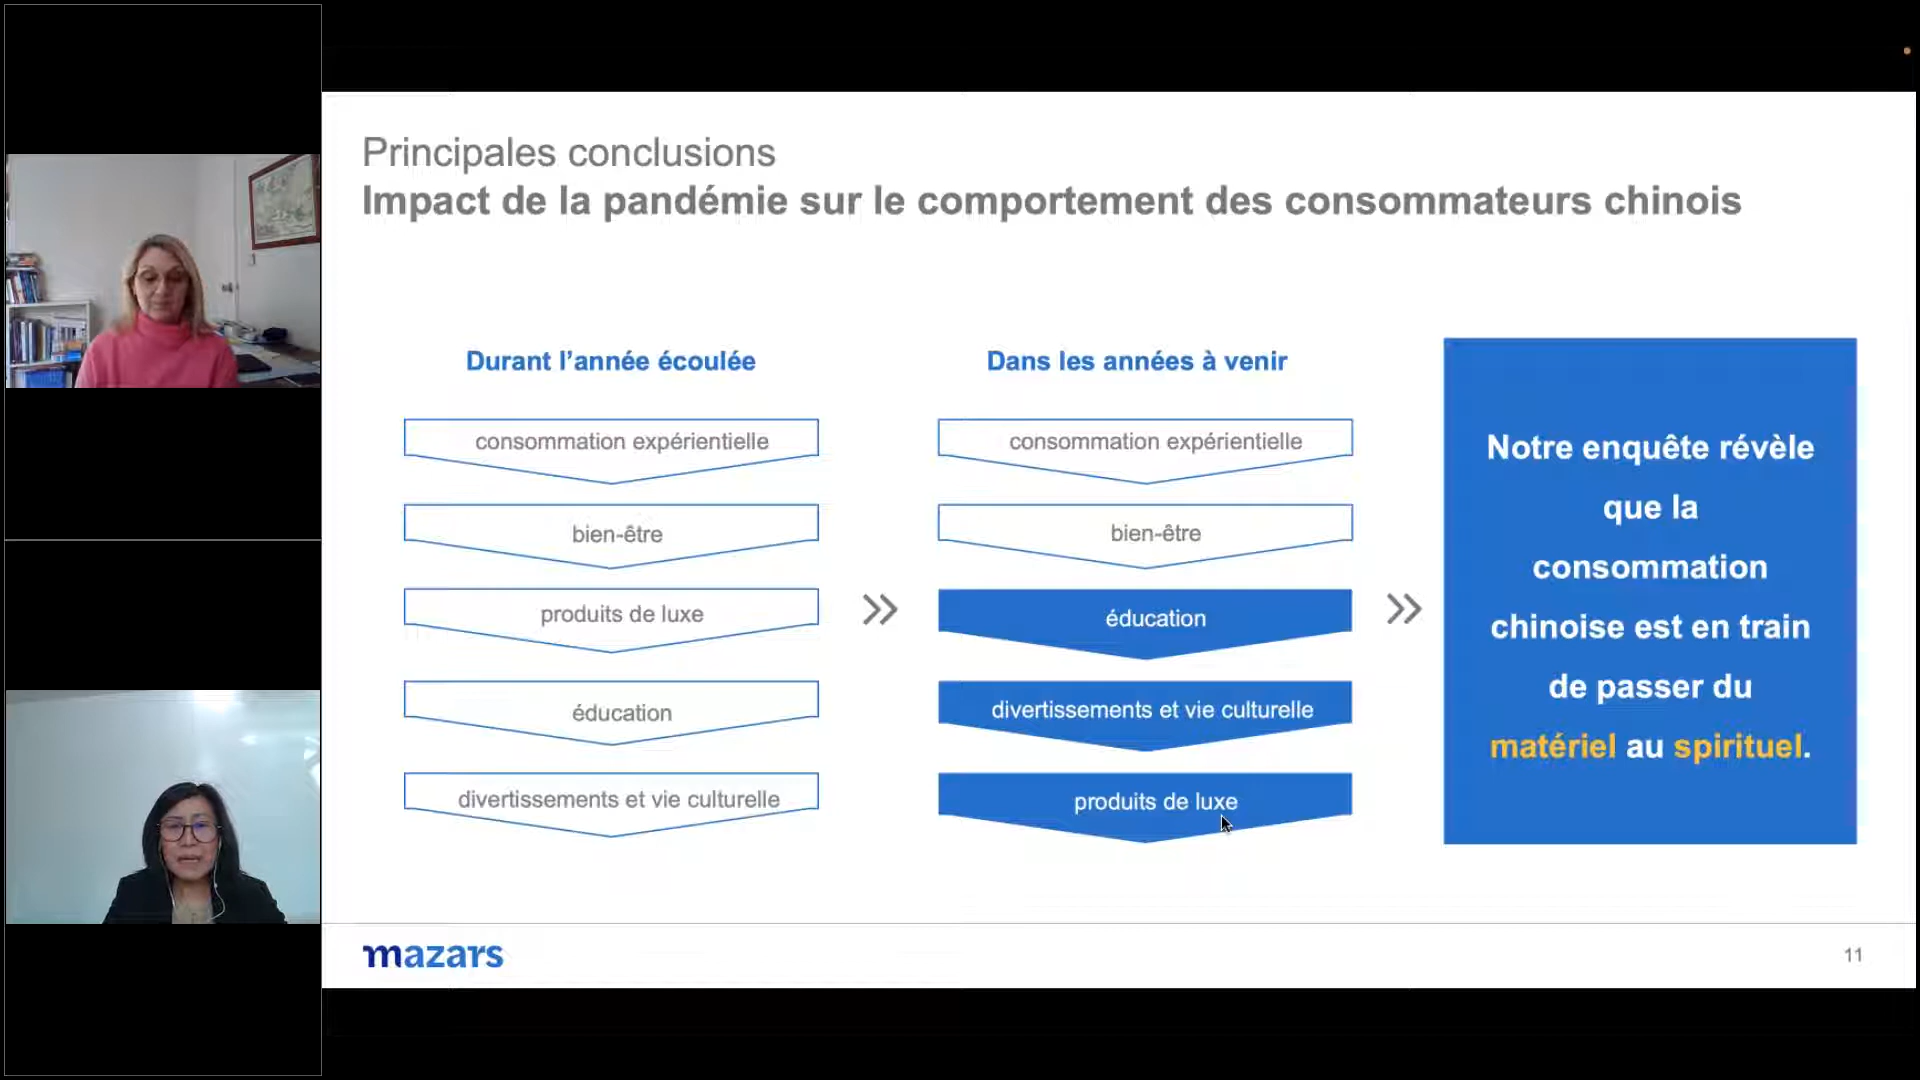 Principales conclusions
Impact de la pandémie sur le comportement des consommateurs chinois
Durant l’année écoulée
consommation expérientielle
bien-être
produits de luxe
éducation
divertissements et vie culturelle
Dans les années à venir
consommation expérientielle
bien-être
éducation
divertissements et vie culturelle
produits de luxe
Notre enquête révèle
que la
consommation
chinoise est en train
de passer du
matériel au spirituel.
mazars
11